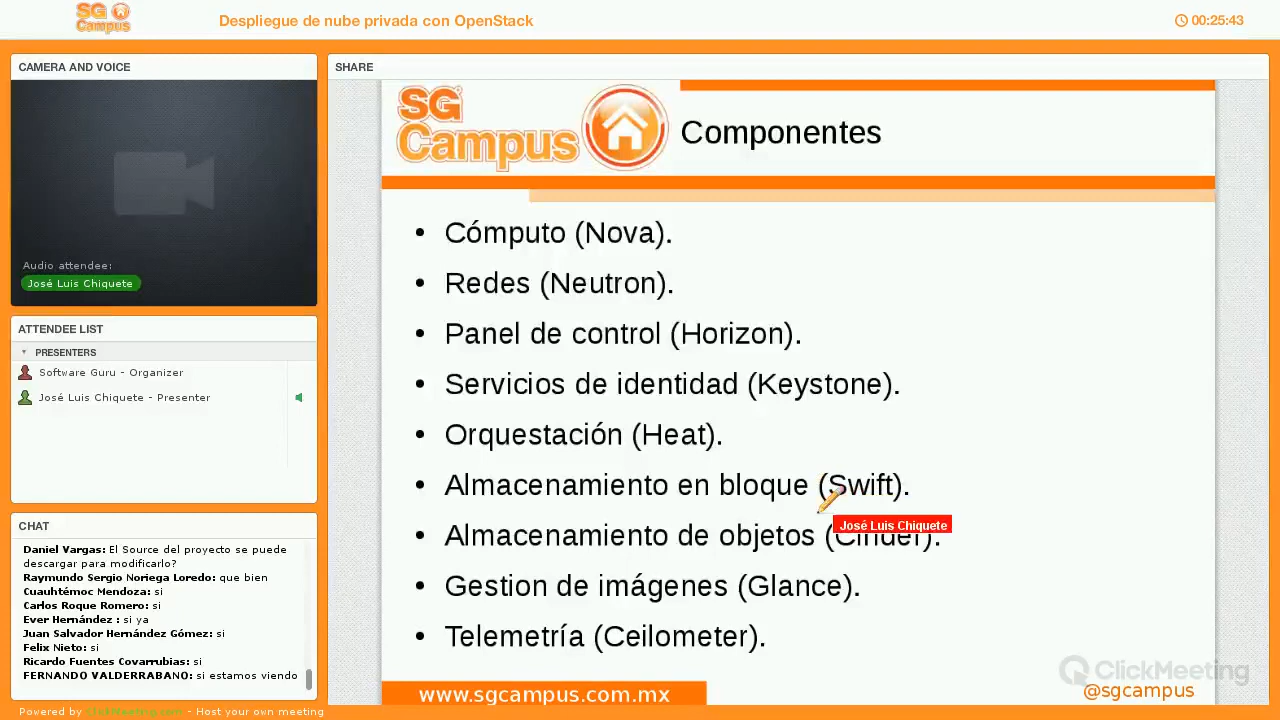 SG Campus
Despliegue de nube privada con OpenStack
00:25:43
CAMERA AND VOICE
Audio attendee:
José Luis Chiquete
ATTENDEE LIST
PRESENTERS
Software Guru - Organizer
José Luis Chiquete - Presenter
CHAT
Daniel Vargas: El Source del proyecto se puede
descargar para modificarlo?
Raymundo Sergio Noriega Loredo: que bien
Cuauhtémoc Mendoza: si
Carlos Roque Romero: si
Ever Hernández : si ya
Juan Salvador Hernández Gómez: si
Felix Nieto: si
Ricardo Fuentes Covarrubias: si
FERNANDO VALDERRABANO: si estamos viendo
SHARE
SG
Campus
Componentes
• Cómputo (Nova).
• Redes (Neutron).
• Panel de control (Horizon).
• Servicios de identidad (Keystone).
• Orquestación (Heat).
• Almacenamiento en bloque (Swift).
José Luis Chiquete
• Almacenamiento de objetos (Cinder).
• Gestion de imágenes (Glance).
• Telemetría (Ceilometer).
www.sgcampus.com.mx
ClickMeeting
@sgcampus
Powered by ClickMeeting.com - Host your own meeting